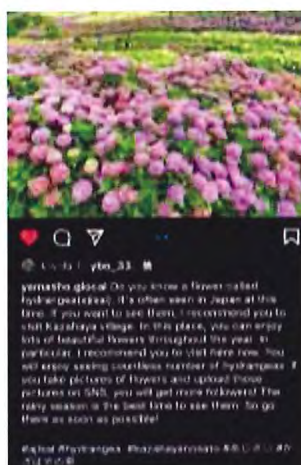 ybo_33
yamasho.glocal Do you know a flower called
hydrangea(ajisai). It's often seen in Japan at this
time. If you want to see them, I recommend you to
visit Kazahaya village. In this place, you can enjoy
lots of beautiful flowers throughout the year. In
particular, I recommend you to visit here now. You
will enjoy seeing countless number of hydrangeas. If
you take pictures of flowers and upload those
pictures on SNS, you will get more followers! The
rainy season is the best time to see them. So go
there as soon as possible!
#hydrangeas #kazahayanosato